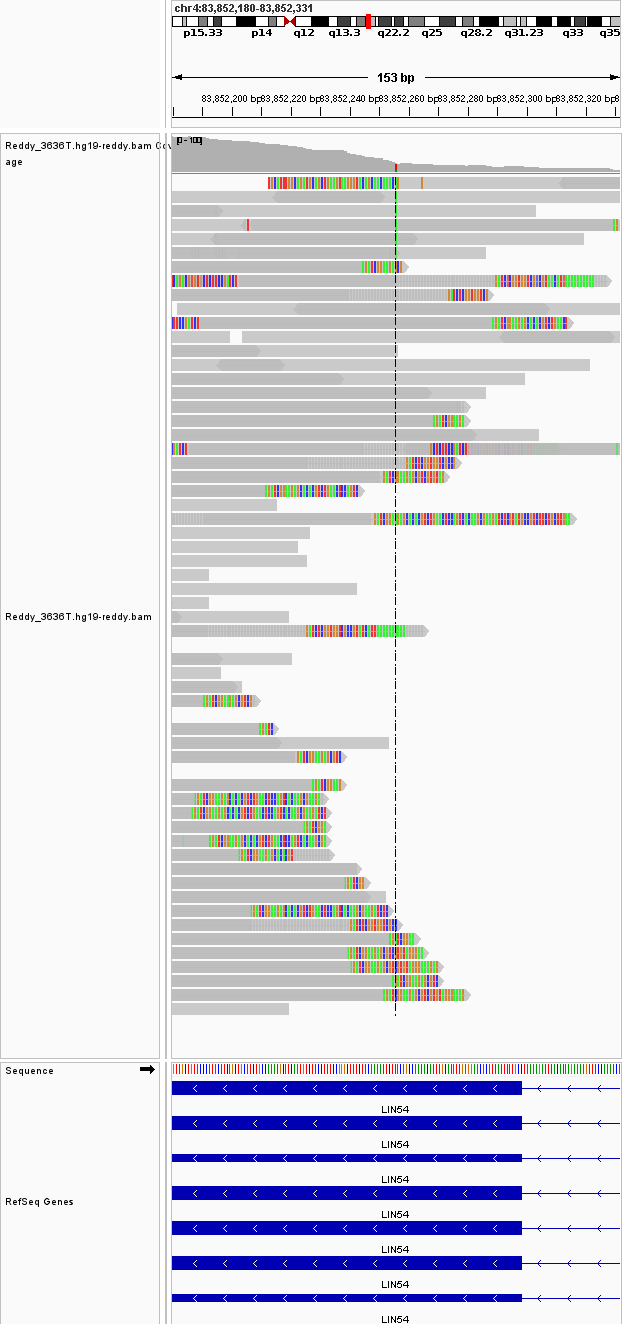 chr4:83,852,180-83,852,331
p15.33 p14 q12 q13.3 q22.2 q25 q28.2 q31.23 q33 q35
153 bp
83,852,200 bp 83,852,220 bp 83,852,240 bp 83,852,260 bp 83,852,280 bp 83,852,300 bp 83,852,320 bp 8
Reddy_3636T.hg19-reddy.bam Cov
age
[0 - 100]
Reddy_3636T.hg19-reddy.bam
Sequence
LIN54
LIN54
LIN54
RefSeq Genes
LIN54
LIN54
LIN54
LIN54